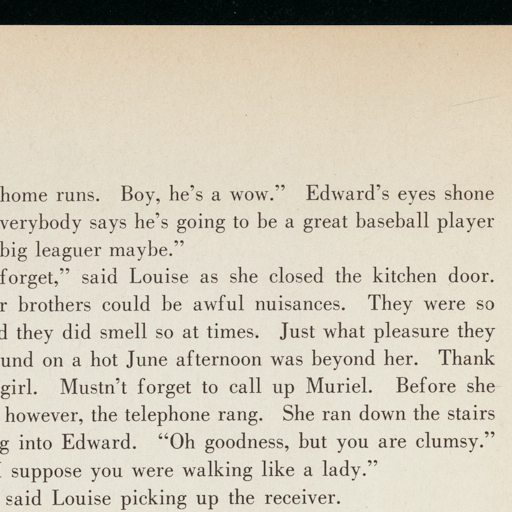 home runs. Boy, he's a wow.” Edward's eyes shone
verybody says he's going to be a great baseball player
big leaguer maybe.”
forget,” said Louise as she closed the kitchen door.
r brothers could be awful nuisances. They were so
d they did smell so at times. Just what pleasure they
und on a hot June afternoon was beyond her. Thank
girl. Mustn't forget to call up Muriel. Before she
however, the telephone rang. She ran down the stairs
g into Edward. “Oh goodness, but you are clumsy.”
I suppose you were walking like a lady.”
said Louise picking up the receiver.